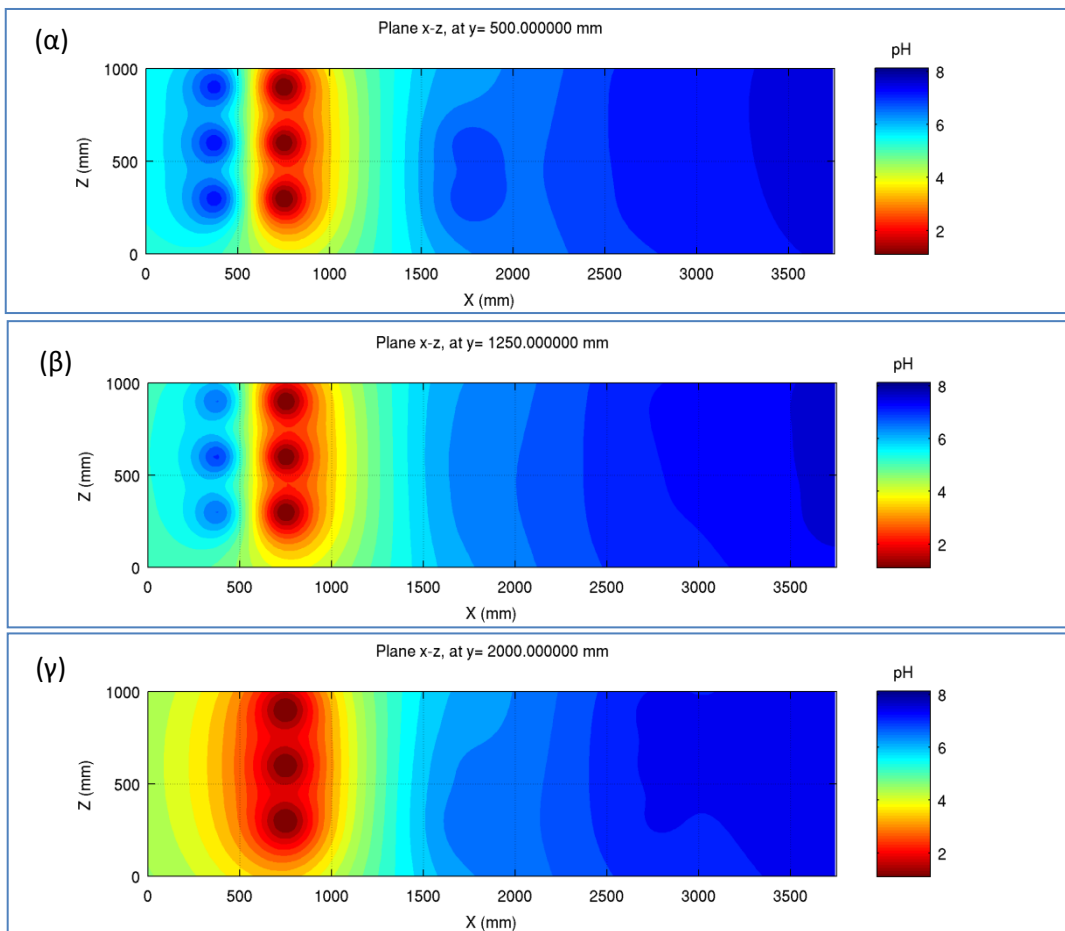 (α)
Plane x-z, at y= 500.000000 mm
pH
1000
500
0
Z (mm)
0 500 1000 1500 2000 2500 3000 3500
X (mm)
8
6
4
2
(β)
Plane x-z, at y= 1250.000000 mm
pH
1000
500
0
Z (mm)
0 500 1000 1500 2000 2500 3000 3500
X (mm)
8
6
4
2
(γ)
Plane x-z, at y= 2000.000000 mm
pH
1000
500
0
Z (mm)
0 500 1000 1500 2000 2500 3000 3500
X (mm)
8
6
4
2